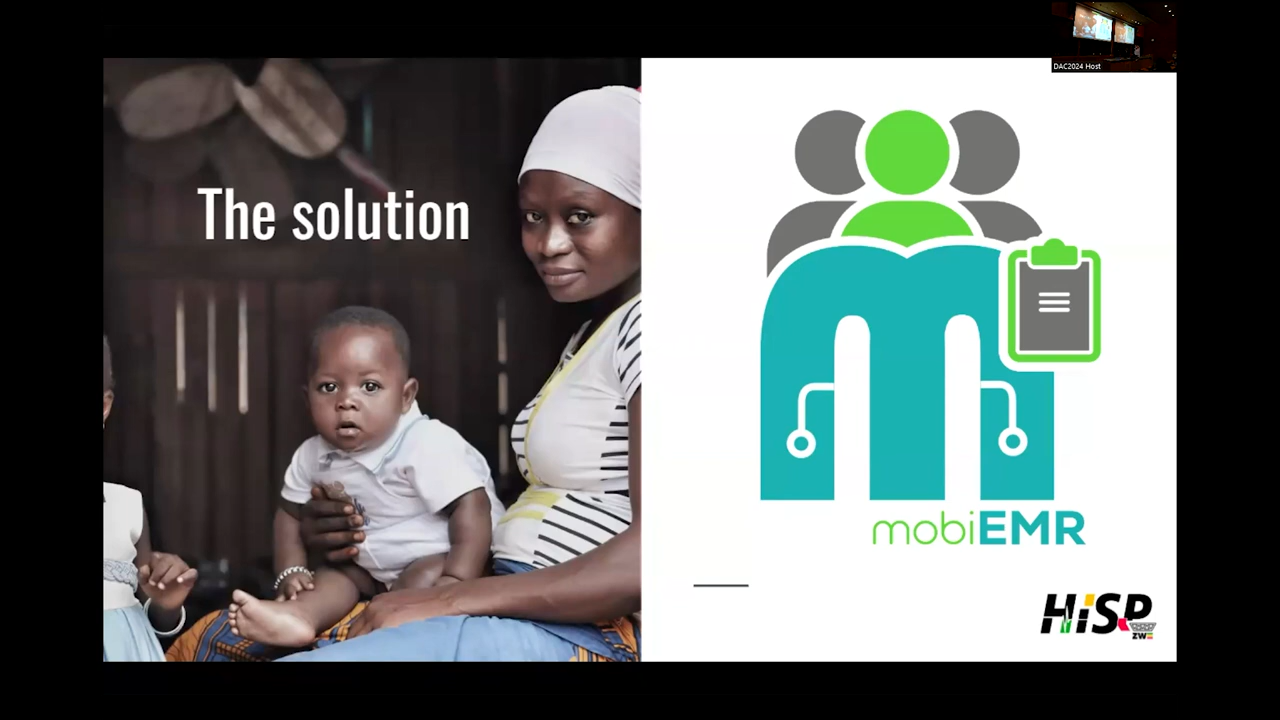 DAC2024 Host
The solution
mobiEMR
HiSP
ZW